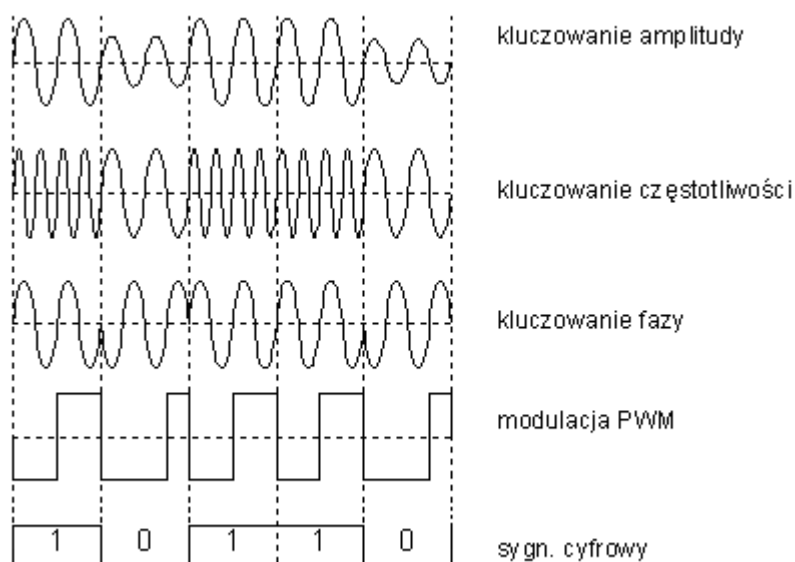 kluczowanie amplitudy
kluczowanie częstotliwości
kluczowanie fazy
modulacja PWM
1 0 1 1 0 sygn. cyfrowy